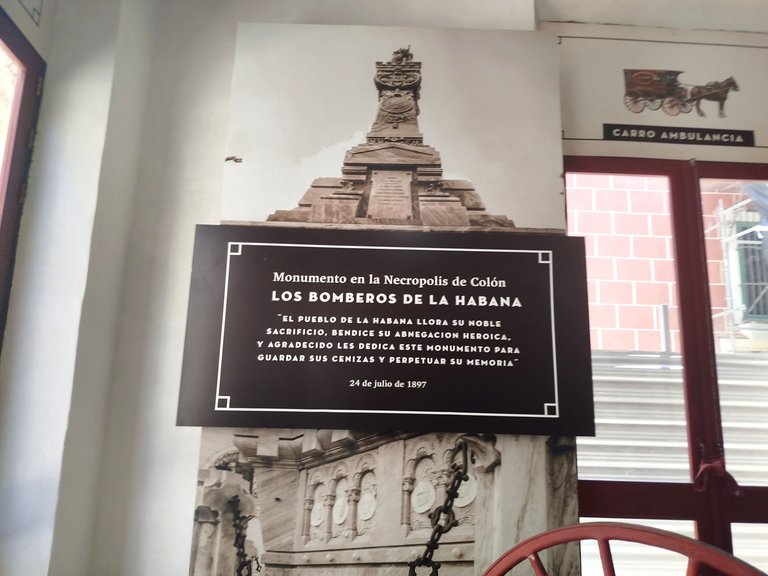 CARRO AMBULANCIA
Monumento en la Necropolis de Colón
LOS BOMBEROS DE LA HABANA
"EL PUEBLO DE LA HABANA LLORA SU NOBLE
SACRIFICIO, BENDICE SU ABNEGACION HEROICA,
Y AGRADECIDO LES DEDICA ESTE MONUMENTO PARA
GUARDAR SUS CENIZAS Y PERPETUAR SU MEMORIA"
24 de julio de 1897